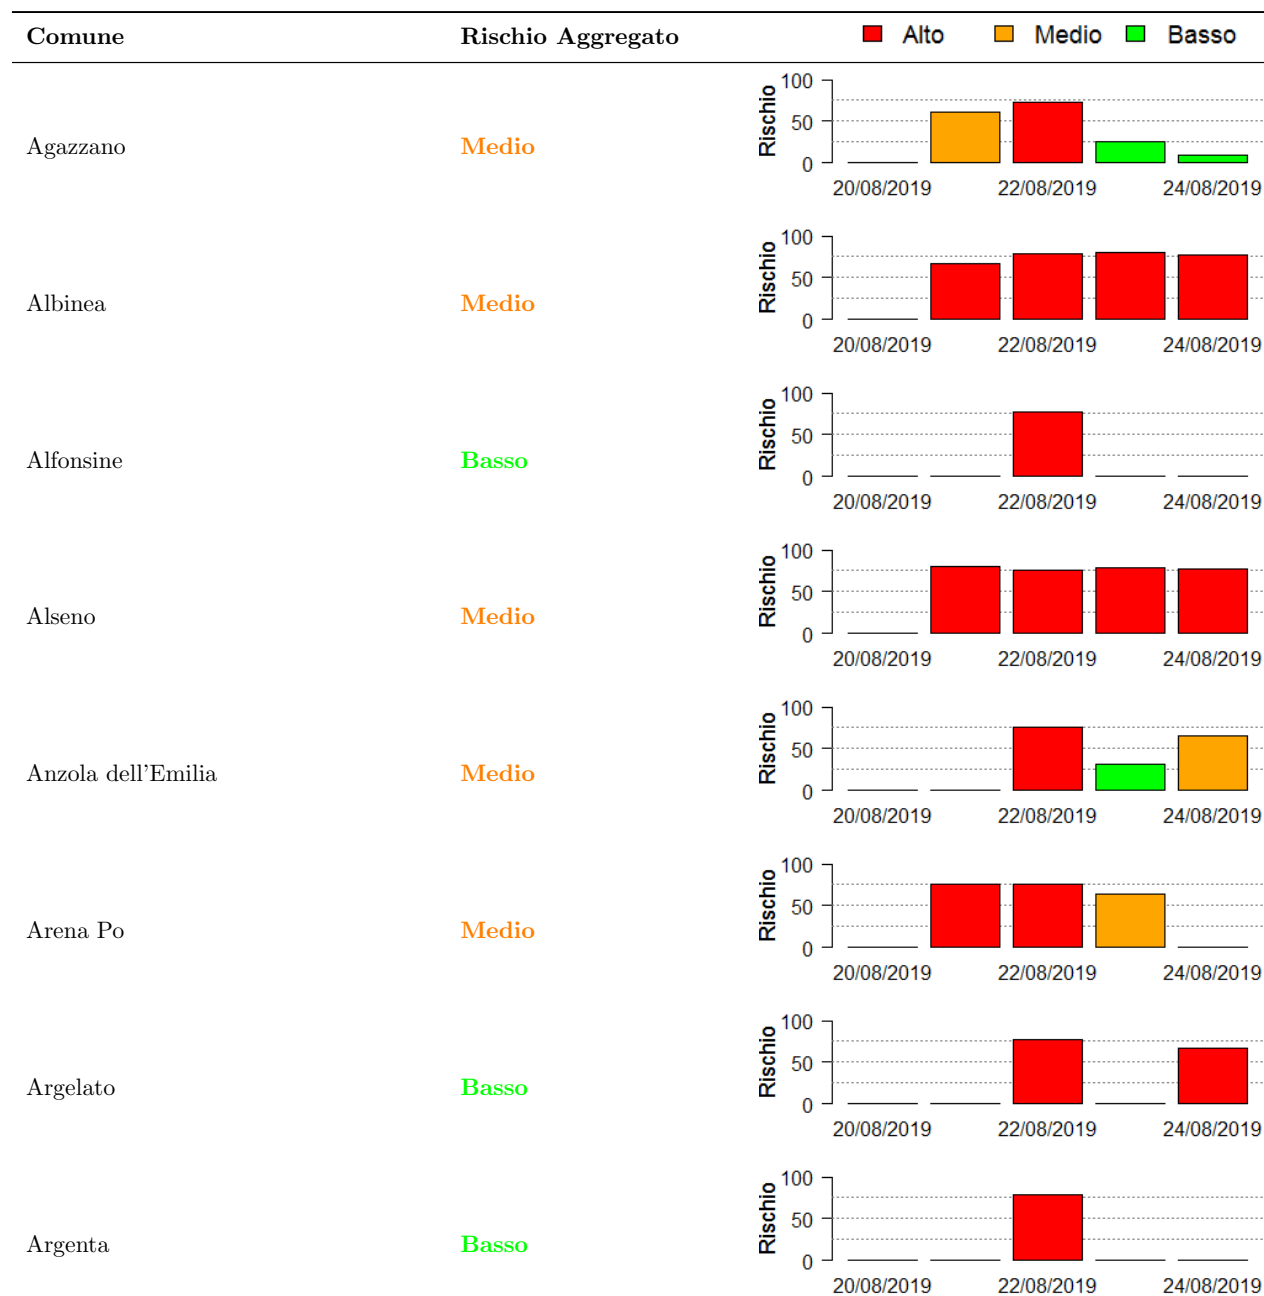 Comune Rischio Aggregato Alto Medio Basso
Agazzano Medio Rischio 100 50 0
20/08/2019 22/08/2019 24/08/2019
Albinea Medio Rischio 100 50 0
20/08/2019 22/08/2019 24/08/2019
Alfonsine Basso Rischio 100 50 0
20/08/2019 22/08/2019 24/08/2019
Alseno Medio Rischio 100 50 0
20/08/2019 22/08/2019 24/08/2019
Anzola dell'Emilia Medio Rischio 100 50 0
20/08/2019 22/08/2019 24/08/2019
Arena Po Medio Rischio 100 50 0
20/08/2019 22/08/2019 24/08/2019
Argelato Basso Rischio 100 50 0
20/08/2019 22/08/2019 24/08/2019
Argenta Basso Rischio 100 50 0
20/08/2019 22/08/2019 24/08/2019